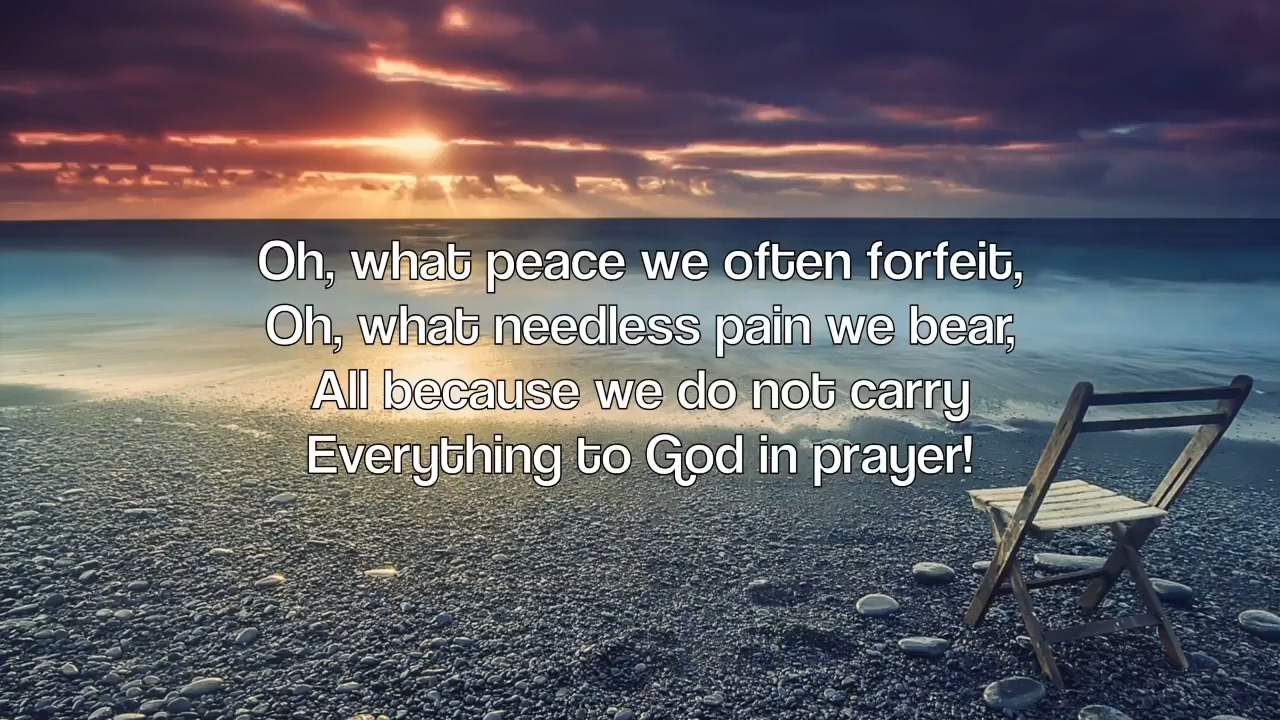 Oh, what peace we often forfeit,
Oh, what needless pain we bear,
All because we do not carry
Everything to God in prayer!